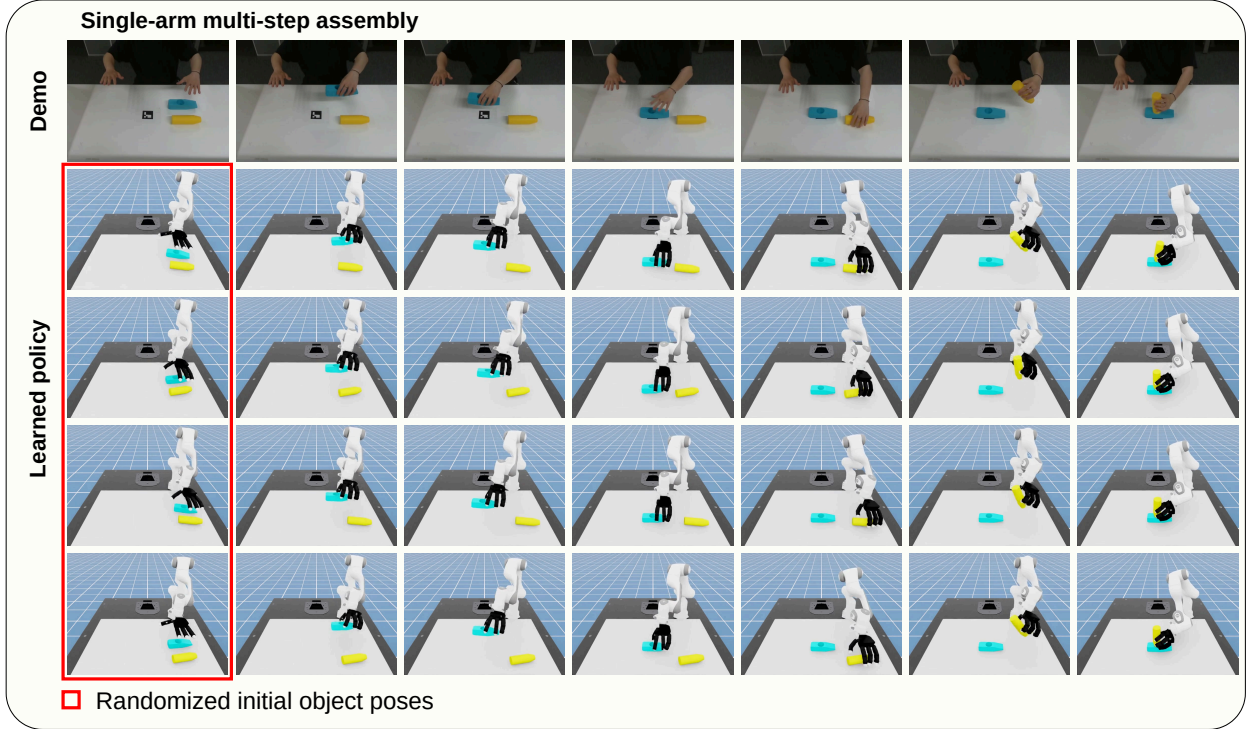 Single-arm multi-step assembly
Demo
Learned policy
Randomized initial object poses